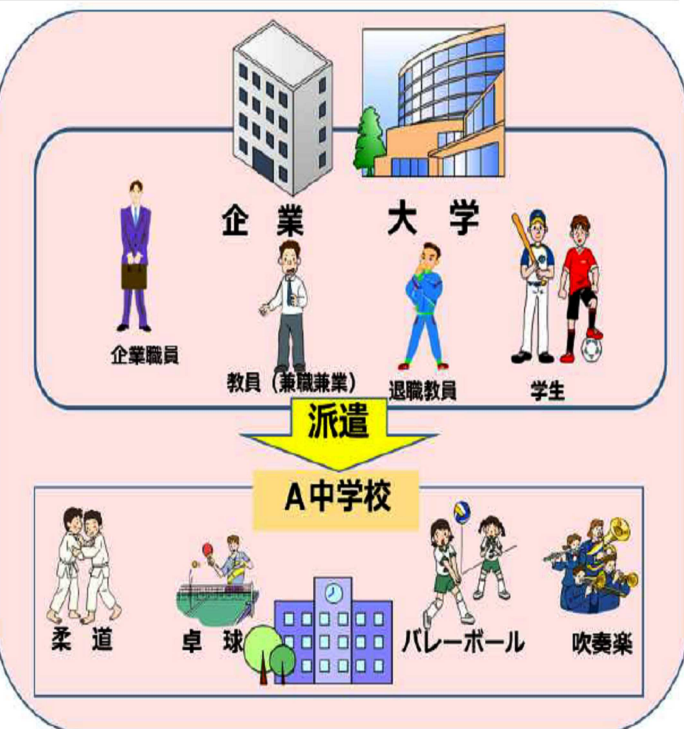 企業
大学
企業職員
教員（兼職兼業）
退職教員
学生
派遣
A中学校
柔道
卓球
バレーボール
吹奏楽